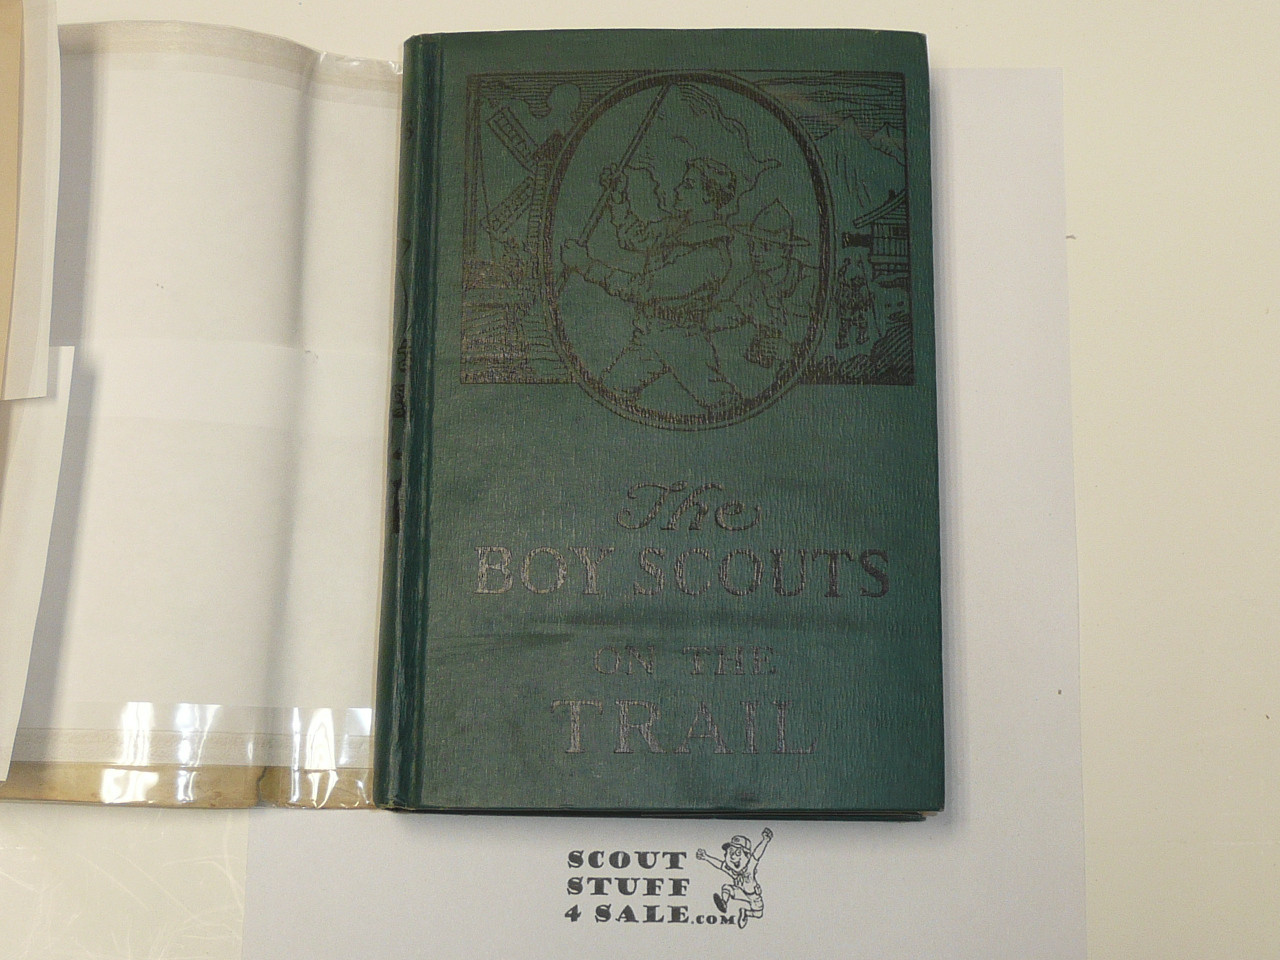 The
BOY SCOUTS
ON THE
TRAIL
SCOUT
STUFF
4 SALE.COM